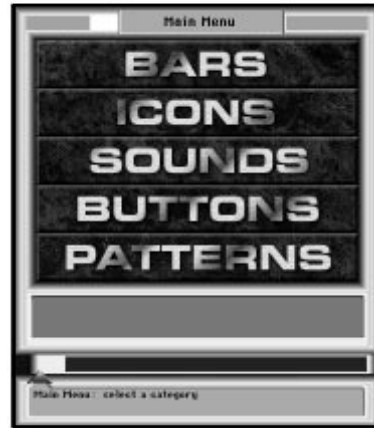 Main Menu
BARS
ICONS
SOUNDS
BUTTONS
PATTERNS
Main Menu: select a category